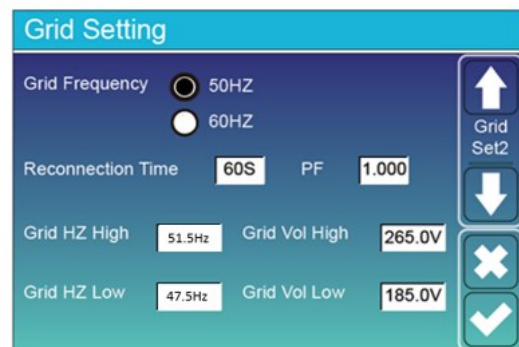 Grid Setting
Grid Frequency 50HZ
60HZ
Grid
Set2
Reconnection Time 60S PF 1.000
Grid HZ High 51.5Hz Grid Vol High 265.0V
Grid HZ Low 47.5Hz Grid Vol Low 185.0V